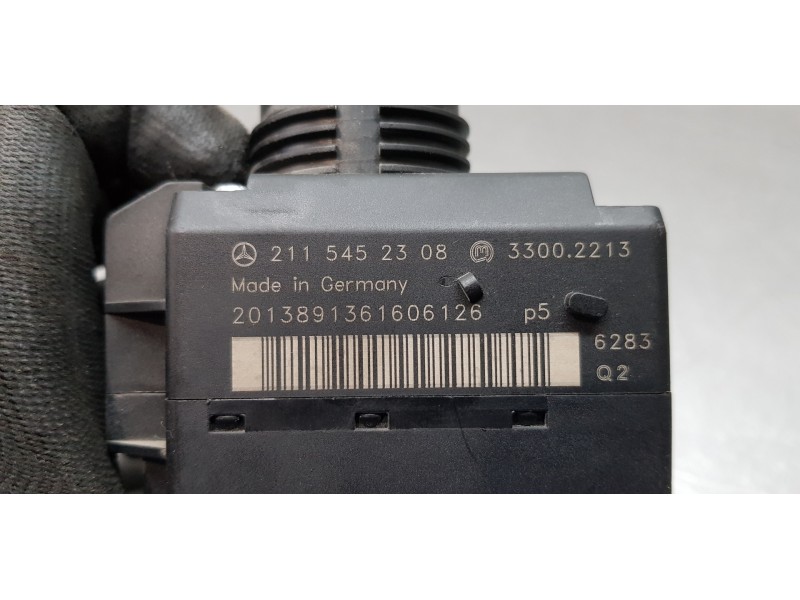 211 545 23 08 3300.2213
Made in Germany
2013891361606126 p5
6283
Q2